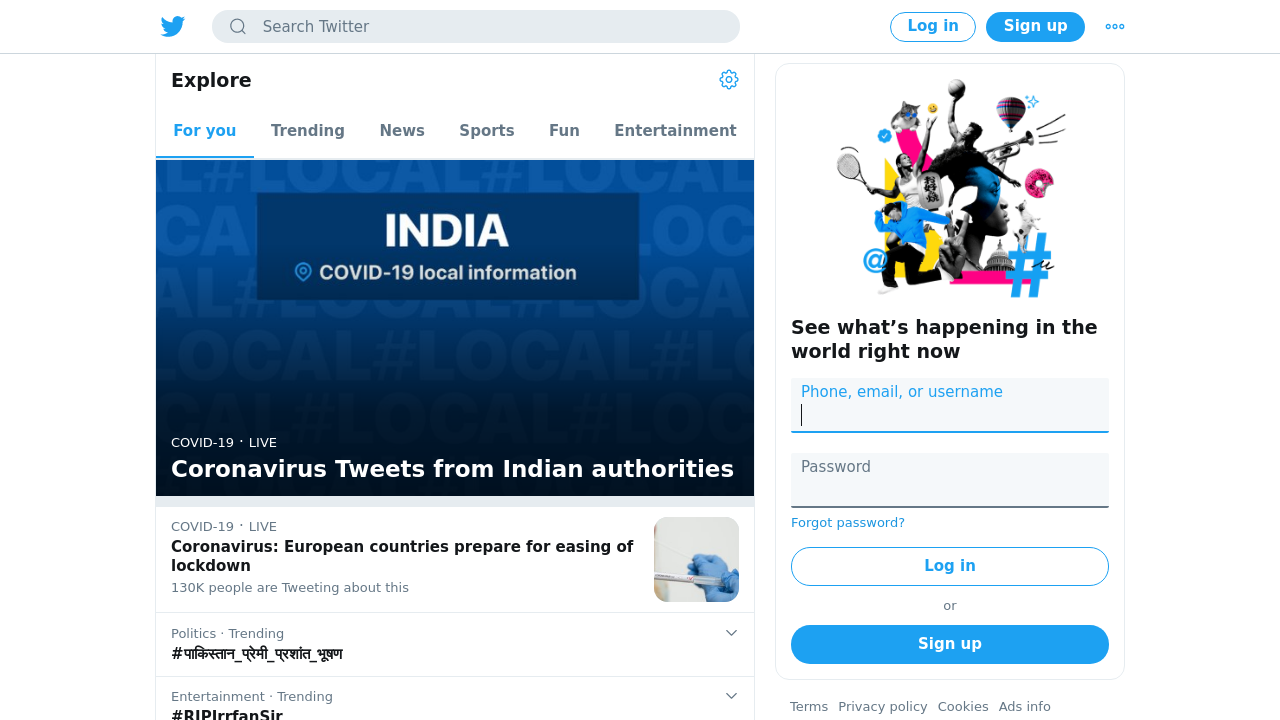 Search Twitter
Log in
Sign up
Explore
For you
Trending
News
Sports
Fun
Entertainment
INDIA
COVID-19 local information
COVID-19 · LIVE
Coronavirus Tweets from Indian authorities
COVID-19 · LIVE
Coronavirus: European countries prepare for easing of
lockdown
130K people are Tweeting about this
Politics · Trending
#पाकिस्तान_प्रेमी_प्रशांत_भूषण
Entertainment · Trending
#RIPIrrfanSir
See what’s happening in the
world right now
Phone, email, or username
Password
Forgot password?
Log in
or
Sign up
Terms Privacy policy Cookies Ads info